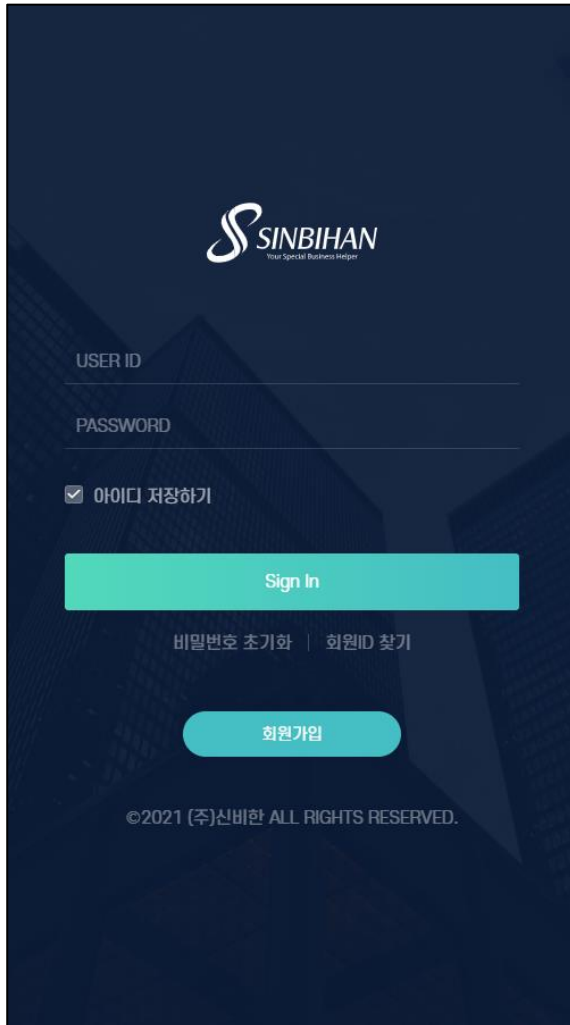 SINBIHAN
Your Special Business Helper
USER ID
PASSWORD
아이디 저장하기
Sign In
비밀번호 초기화 | 회원ID 찾기
회원가입
©2021 (주)신비한 ALL RIGHTS RESERVED.